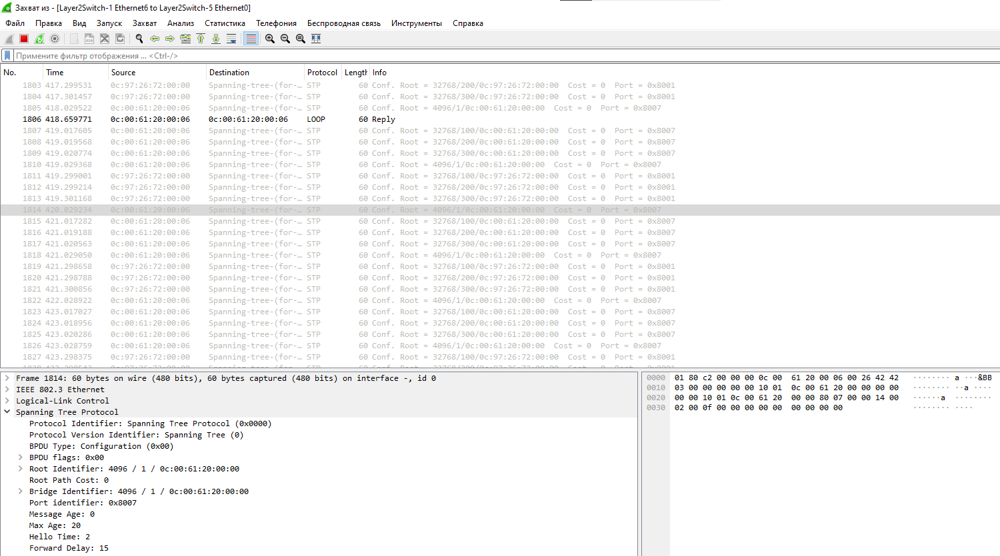 Захват из - [Layer2Switch-1 Ethernet6 to Layer2Switch-5 Ethernet0]
Файл Правка Вид Запуск Захват Анализ Статистика Телефония Беспроводная связь Инструменты Справка
Примените фильтр отображения ... <Ctrl-/>
No. Time Source Destination Protocol Length Info
1803 417.299531 0c:97:26:72:00:00 Spanning-tree-(for-… STP 60 Conf. Root = 32768/200/0c:97:26:72:00:00 Cost = 0 Port = 0x8001
1804 417.301457 0c:97:26:72:00:00 Spanning-tree-(for-… STP 60 Conf. Root = 32768/300/0c:97:26:72:00:00 Cost = 0 Port = 0x8001
1805 418.029522 0c:00:61:20:00:06 Spanning-tree-(for-… STP 60 Conf. Root = 4096/1/0c:00:61:20:00:00 Cost = 0 Port = 0x8007
1806 418.659771 0c:00:61:20:00:06 0c:00:61:20:00:06 LOOP 60 Reply
1807 419.017605 0c:00:61:20:00:06 Spanning-tree-(for-… STP 60 Conf. Root = 32768/100/0c:00:61:20:00:00 Cost = 0 Port = 0x8007
1808 419.019568 0c:00:61:20:00:06 Spanning-tree-(for-… STP 60 Conf. Root = 32768/200/0c:00:61:20:00:00 Cost = 0 Port = 0x8007
1809 419.020774 0c:00:61:20:00:06 Spanning-tree-(for-… STP 60 Conf. Root = 32768/300/0c:00:61:20:00:00 Cost = 0 Port = 0x8007
1810 419.029368 0c:00:61:20:00:06 Spanning-tree-(for-… STP 60 Conf. Root = 4096/1/0c:00:61:20:00:00 Cost = 0 Port = 0x8007
1811 419.299001 0c:97:26:72:00:00 Spanning-tree-(for-… STP 60 Conf. Root = 32768/100/0c:97:26:72:00:00 Cost = 0 Port = 0x8001
1812 419.299214 0c:97:26:72:00:00 Spanning-tree-(for-… STP 60 Conf. Root = 32768/200/0c:97:26:72:00:00 Cost = 0 Port = 0x8001
1813 419.301168 0c:97:26:72:00:00 Spanning-tree-(for-… STP 60 Conf. Root = 32768/300/0c:97:26:72:00:00 Cost = 0 Port = 0x8001
1814 420.029234 0c:00:61:20:00:06 Spanning-tree-(for-… STP 60 Conf. Root = 4096/1/0c:00:61:20:00:00 Cost = 0 Port = 0x8007
1815 421.017282 0c:00:61:20:00:06 Spanning-tree-(for-… STP 60 Conf. Root = 32768/100/0c:00:61:20:00:00 Cost = 0 Port = 0x8007
1816 421.019188 0c:00:61:20:00:06 Spanning-tree-(for-… STP 60 Conf. Root = 32768/200/0c:00:61:20:00:00 Cost = 0 Port = 0x8007
1817 421.020563 0c:00:61:20:00:06 Spanning-tree-(for-… STP 60 Conf. Root = 32768/300/0c:00:61:20:00:00 Cost = 0 Port = 0x8007
1818 421.029050 0c:00:61:20:00:06 Spanning-tree-(for-… STP 60 Conf. Root = 4096/1/0c:00:61:20:00:00 Cost = 0 Port = 0x8007
1819 421.298658 0c:97:26:72:00:00 Spanning-tree-(for-… STP 60 Conf. Root = 32768/100/0c:97:26:72:00:00 Cost = 0 Port = 0x8001
1820 421.298788 0c:97:26:72:00:00 Spanning-tree-(for-… STP 60 Conf. Root = 32768/200/0c:97:26:72:00:00 Cost = 0 Port = 0x8001
1821 421.300856 0c:97:26:72:00:00 Spanning-tree-(for-… STP 60 Conf. Root = 32768/300/0c:97:26:72:00:00 Cost = 0 Port = 0x8001
1822 422.028922 0c:00:61:20:00:06 Spanning-tree-(for-… STP 60 Conf. Root = 4096/1/0c:00:61:20:00:00 Cost = 0 Port = 0x8007
1823 423.017027 0c:00:61:20:00:06 Spanning-tree-(for-… STP 60 Conf. Root = 32768/100/0c:00:61:20:00:00 Cost = 0 Port = 0x8007
1824 423.018956 0c:00:61:20:00:06 Spanning-tree-(for-… STP 60 Conf. Root = 32768/200/0c:00:61:20:00:00 Cost = 0 Port = 0x8007
1825 423.020286 0c:00:61:20:00:06 Spanning-tree-(for-… STP 60 Conf. Root = 32768/300/0c:00:61:20:00:00 Cost = 0 Port = 0x8007
1826 423.028759 0c:00:61:20:00:06 Spanning-tree-(for-… STP 60 Conf. Root = 4096/1/0c:00:61:20:00:00 Cost = 0 Port = 0x8007
1827 423.298375 0c:97:26:72:00:00 Spanning-tree-(for-… STP 60 Conf. Root = 32768/100/0c:97:26:72:00:00 Cost = 0 Port = 0x8001
Frame 1814: 60 bytes on wire (480 bits), 60 bytes captured (480 bits) on interface -, id 0
IEEE 802.3 Ethernet
Logical-Link Control
Spanning Tree Protocol
Protocol Identifier: Spanning Tree Protocol (0x0000)
Protocol Version Identifier: Spanning Tree (0)
BPDU Type: Configuration (0x00)
BPDU flags: 0x00
Root Identifier: 4096 / 1 / 0c:00:61:20:00:00
Root Path Cost: 0
Bridge Identifier: 4096 / 1 / 0c:00:61:20:00:00
Port identifier: 0x8007
Message Age: 0
Max Age: 20
Hello Time: 2
Forward Delay: 15
0000 01 80 c2 00 00 00 0c 00 61 20 00 06 00 26 42 42 ········ a ···&BB
0010 03 00 00 00 00 00 10 01 0c 00 61 20 00 00 00 00 ········ ··a ····
0020 00 00 10 01 0c 00 61 20 00 00 80 07 00 00 14 00 ······a ········
0030 02 00 0f 00 00 00 00 00 00 00 00 00 ········ ····